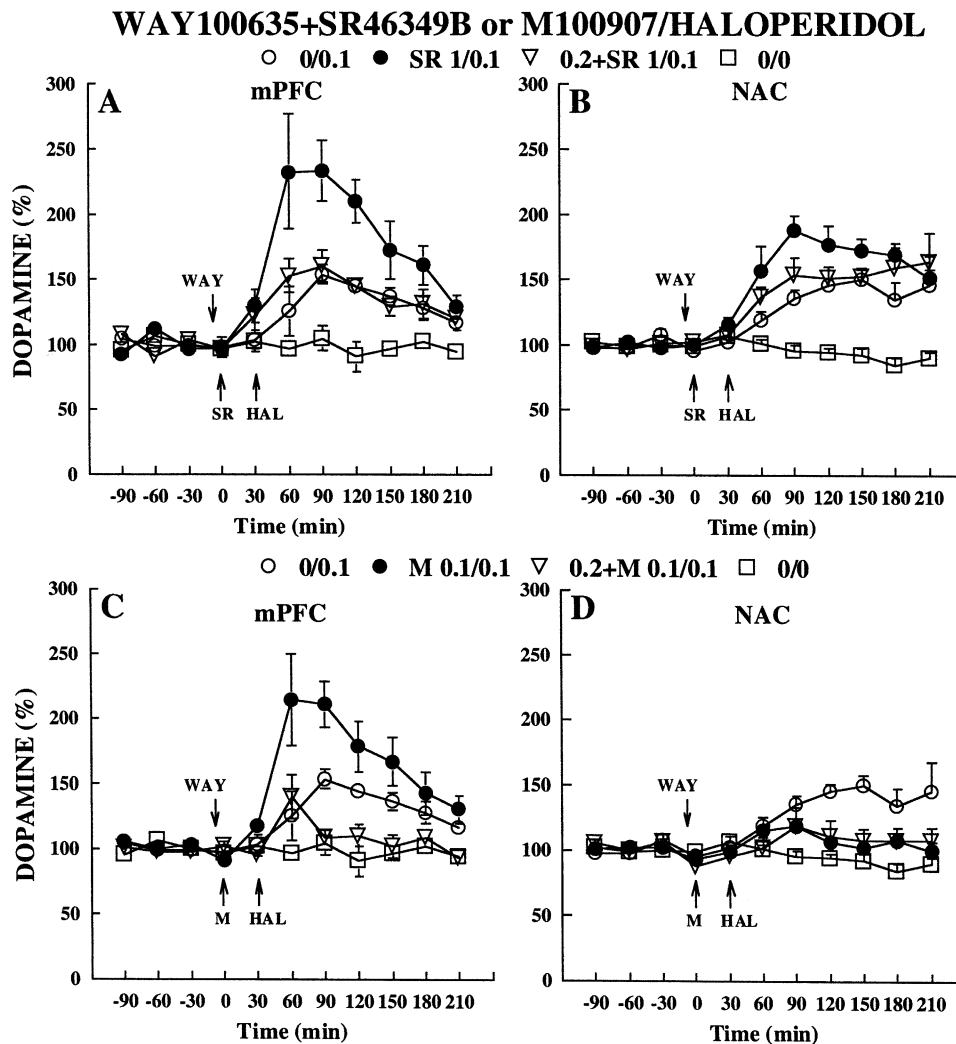 WAY100635+SR46349B or M100907/HALOPERIDOL
0/0.1 SR 1/0.1 0.2+SR 1/0.1 0/0
A mPFC
DOPAMINE (%)
300
250
200
150
100
50
0
WAY
SR HAL
-90 -60 -30 0 30 60 90 120 150 180 210
Time (min)
B NAC
300
250
200
150
100
50
0
WAY
SR HAL
-90 -60 -30 0 30 60 90 120 150 180 210
Time (min)
0/0.1 M 0.1/0.1 0.2+M 0.1/0.1 0/0
C mPFC
DOPAMINE (%)
300
250
200
150
100
50
0
WAY
M HAL
-90 -60 -30 0 30 60 90 120 150 180 210
Time (min)
D NAC
300
250
200
150
100
50
0
WAY
M HAL
-90 -60 -30 0 30 60 90 120 150 180 210
Time (min)